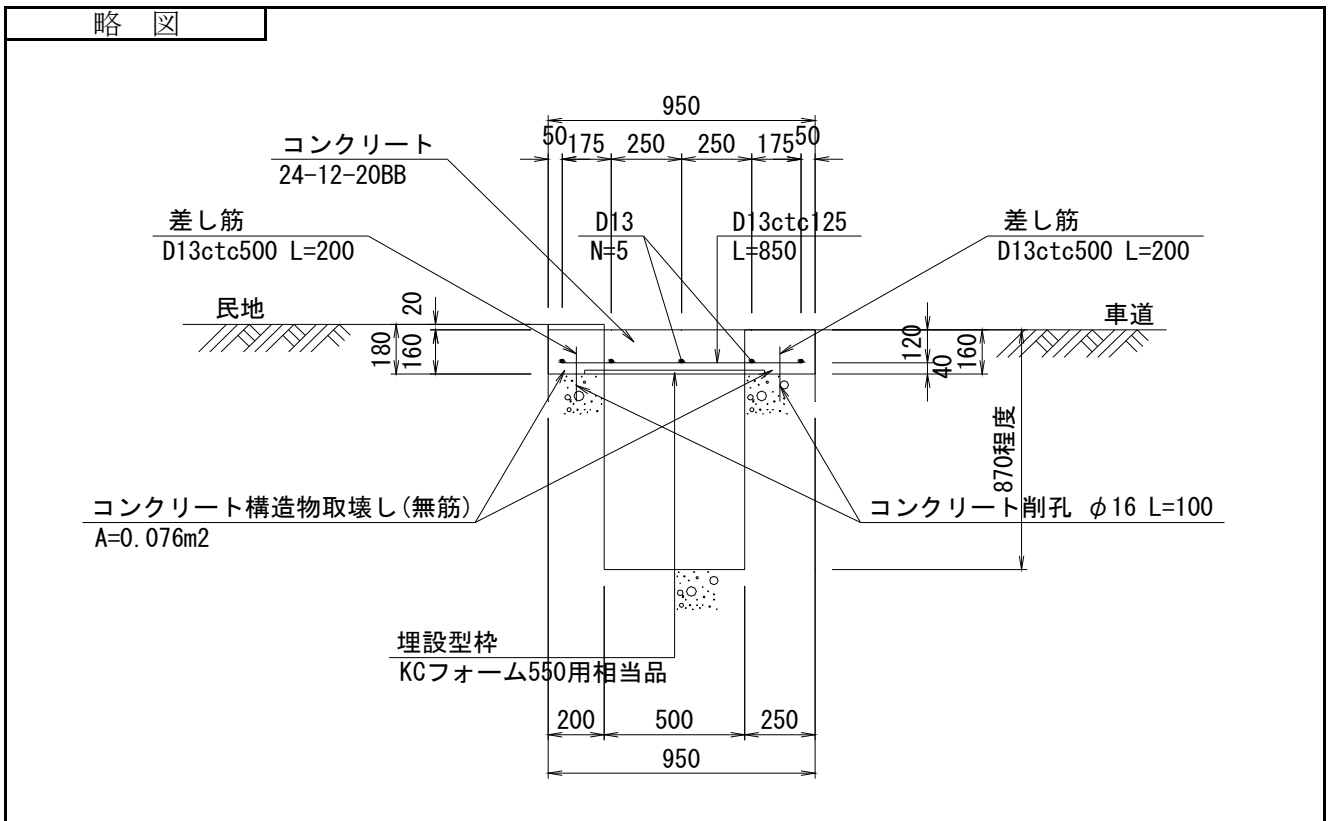 略 図
950
50 175 250 250 175 50
コンクリート
24-12-20BB
差し筋
D13ctc500 L=200
D13
N=5
D13ctc125
L=850
差し筋
D13ctc500 L=200
民地
車道
20
180
160
120
40
160
870程度
コンクリート構造物取壊し(無筋)
A=0.076m2
コンクリート削孔 φ16 L=100
埋設型枠
KCフォーム550用相当品
200 500 250
950